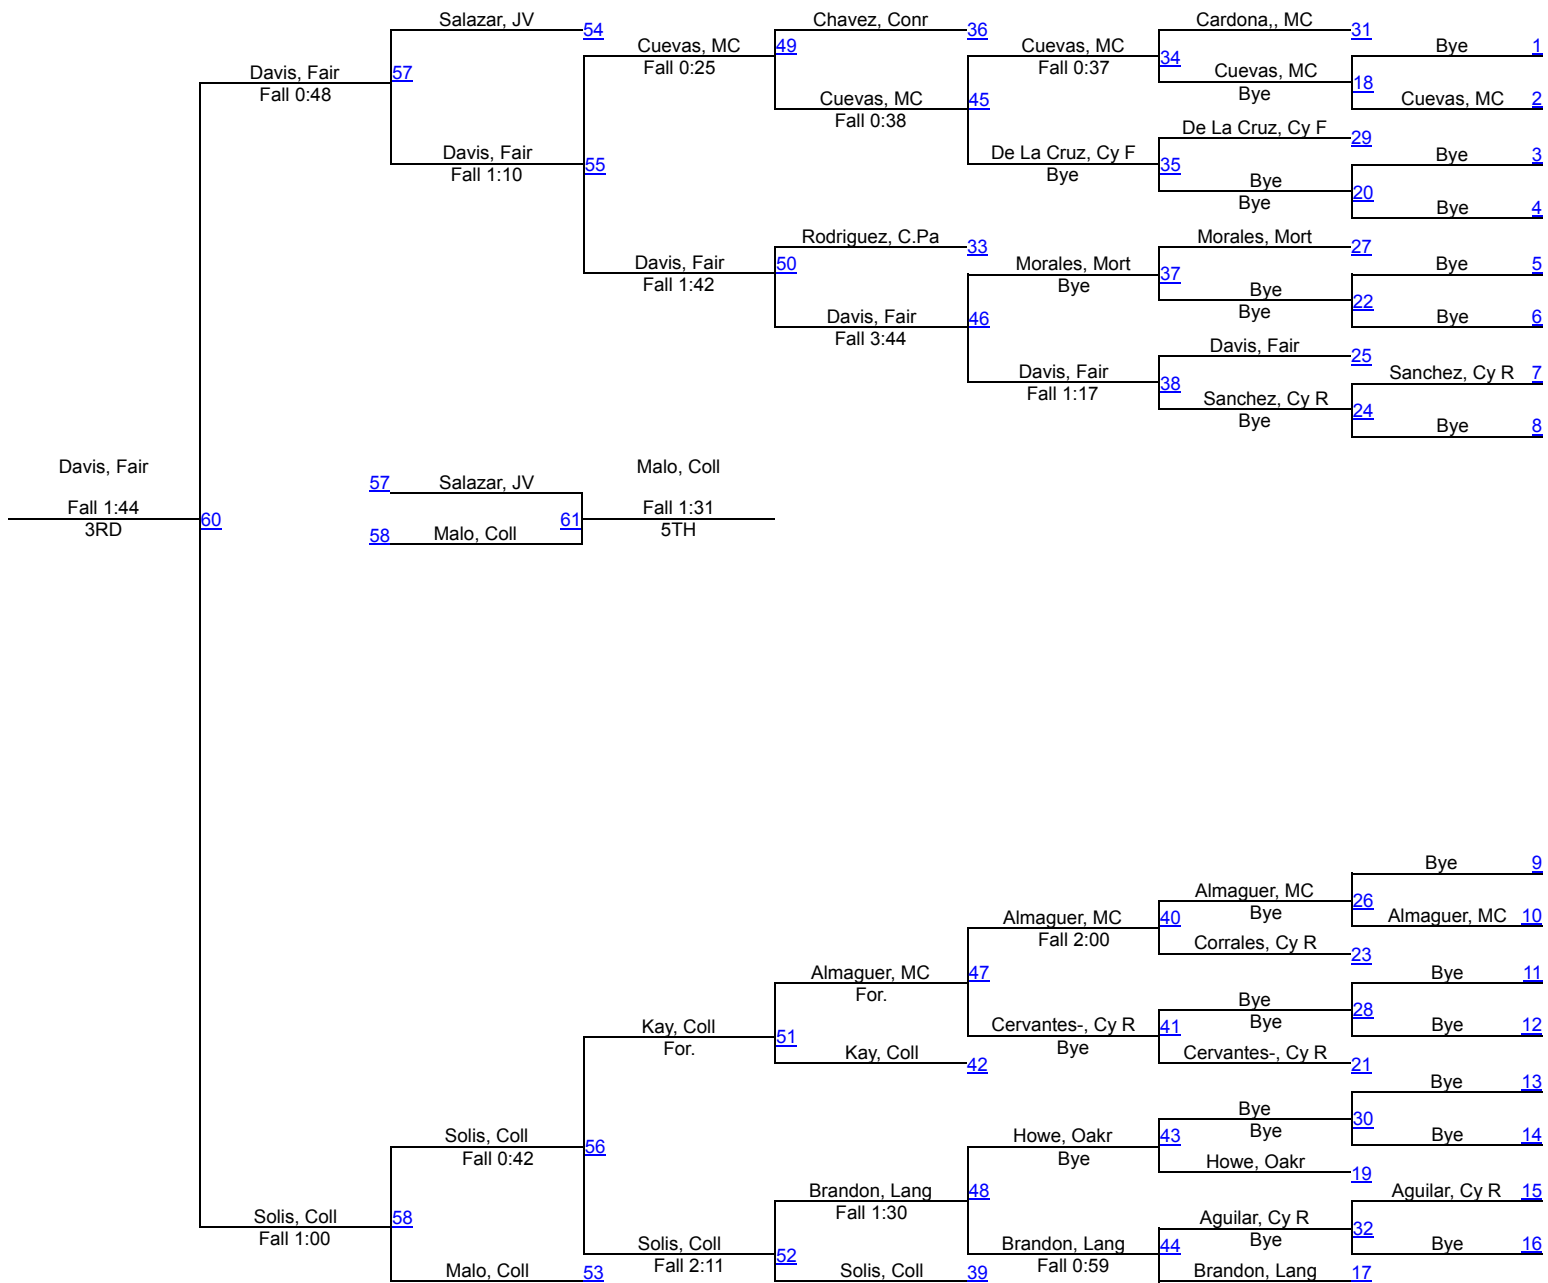 Salazar, JV 54 Chavez, Conr 36 Cardona,, MC 31
Cuevas, MC 49 Cuevas, MC 34 Bye 1
Davis, Fair 57 Fall 0:25 Fall 0:37 Cuevas, MC 18
Fall 0:48 Cuevas, MC 45 Bye Cuevas, MC 2
Fall 0:38 De La Cruz, Cy F 29
Davis, Fair 55 De La Cruz, Cy F 35 Bye 3
Fall 1:10 Bye Bye 20
Bye Bye 4
Rodriguez, C.Pa 33 Morales, Mort 27
Davis, Fair 50 Morales, Mort 37 Bye 5
Fall 1:42 Bye Bye 22
Davis, Fair 46 Bye Bye 6
Fall 3:44 Davis, Fair 25
Davis, Fair 38 Sanchez, Cy R 7
Fall 1:17 Sanchez, Cy R 24
Bye Bye 8
Davis, Fair Malo, Coll
57 Salazar, JV
Fall 1:44 60 61 Fall 1:31
3RD 58 Malo, Coll 5TH
Bye 9
Almaguer, MC 26
Almaguer, MC 40 Bye Almaguer, MC 10
Fall 2:00 Corrales, Cy R 23
Almaguer, MC 47 Bye 11
For. Bye 28
Kay, Coll 51 Cervantes-, Cy R 41 Bye Bye 12
For. Kay, Coll 42 Bye Cervantes-, Cy R 21
Bye 13
Bye 30
Solis, Coll 56 Howe, Oakr 43 Bye Bye 14
Fall 0:42 Bye Howe, Oakr 19
Brandon, Lang 48 Aguilar, Cy R 15
Solis, Coll 58 Fall 1:30 Aguilar, Cy R 32
Fall 1:00 Solis, Coll 52 Brandon, Lang 44 Bye Bye 16
Fall 2:11 Fall 0:59
Malo, Coll 53 Solis, Coll 39 Brandon, Lang 17